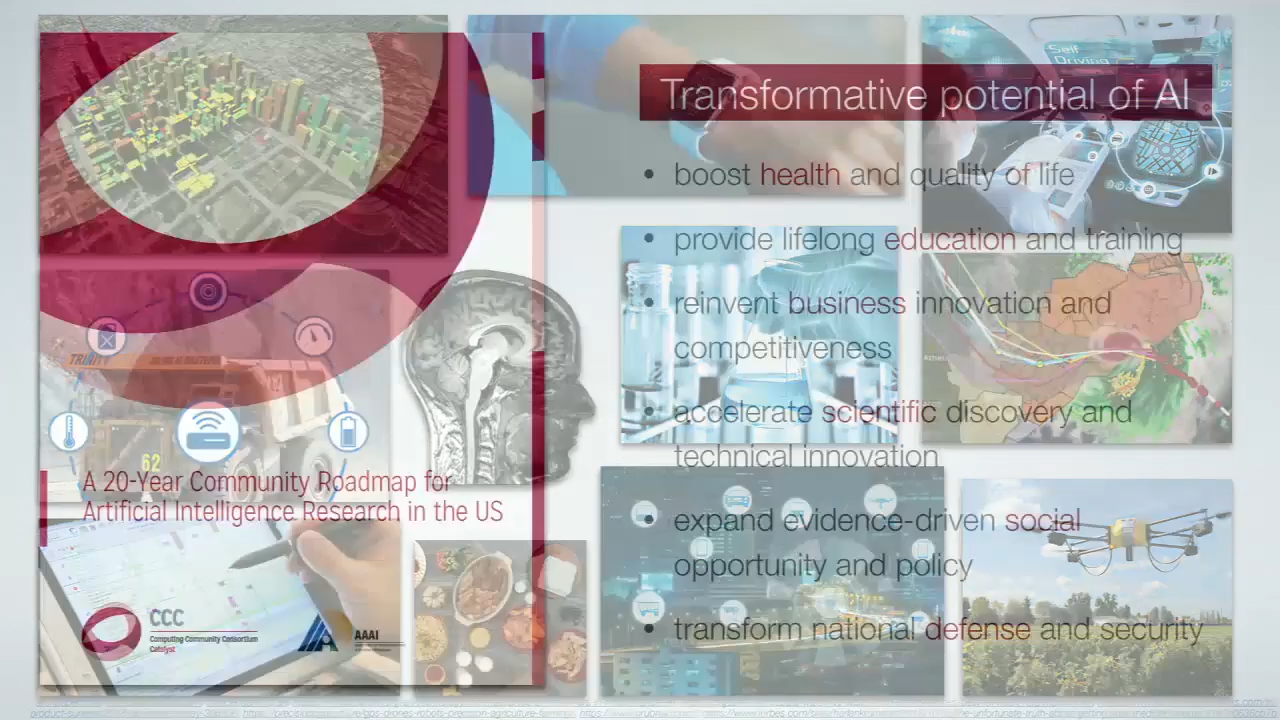 Transformative potential of AI
Self
Driving
• boost health and quality of life
• provide lifelong education and training
• reinvent business innovation and
competitiveness
• accelerate scientific discovery and
technical innovation
• expand evidence-driven social
opportunity and policy
• transform national defense and security
TRINITY
62
A 20-Year Community Roadmap for
Artificial Intelligence Research in the US
CCC
Computing Community Consortium
Catalyst
AAAI